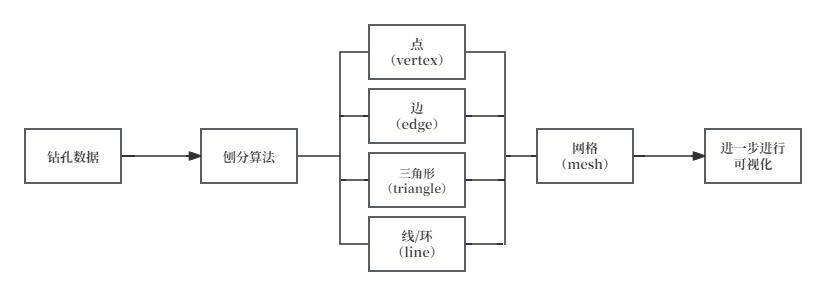 钻孔数据
刨分算法
点
（vertex）
边
（edge）
三角形
（triangle）
线/环
（line）
网格
（mesh）
进一步进行
可视化